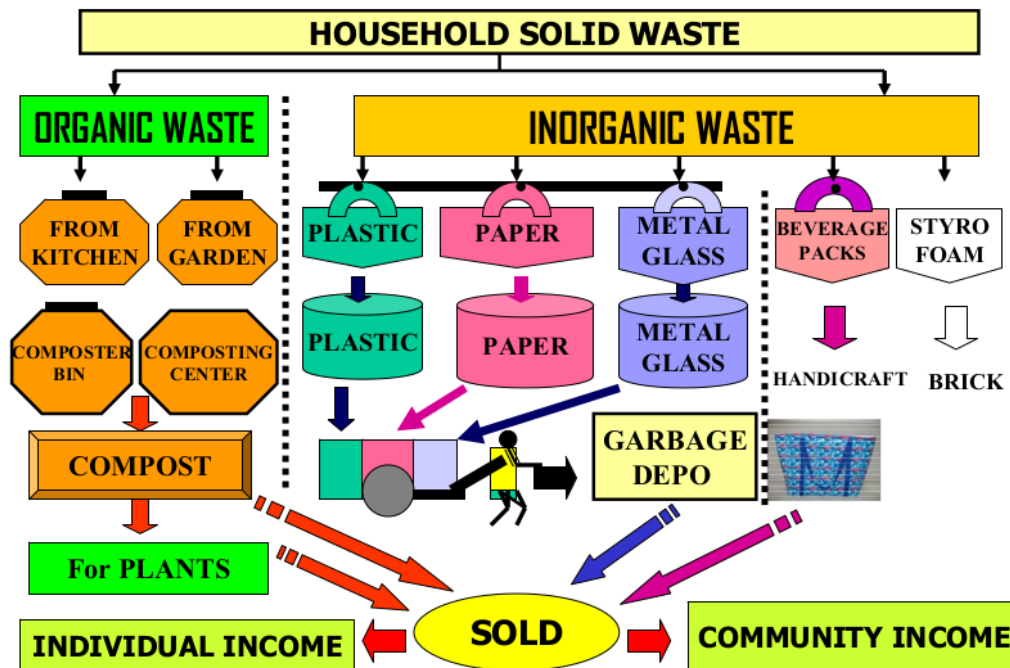 HOUSEHOLD SOLID WASTE
ORGANIC WASTE
INORGANIC WASTE
FROM
KITCHEN
FROM
GARDEN
PLASTIC
PAPER
METAL
GLASS
BEVERAGE
PACKS
STYRO
FOAM
COMPOSTER
BIN
COMPOSTING
CENTER
PLASTIC
PAPER
METAL
GLASS
HANDICRAFT
BRICK
COMPOST
GARBAGE
DEPO
For PLANTS
SOLD
INDIVIDUAL INCOME
COMMUNITY INCOME